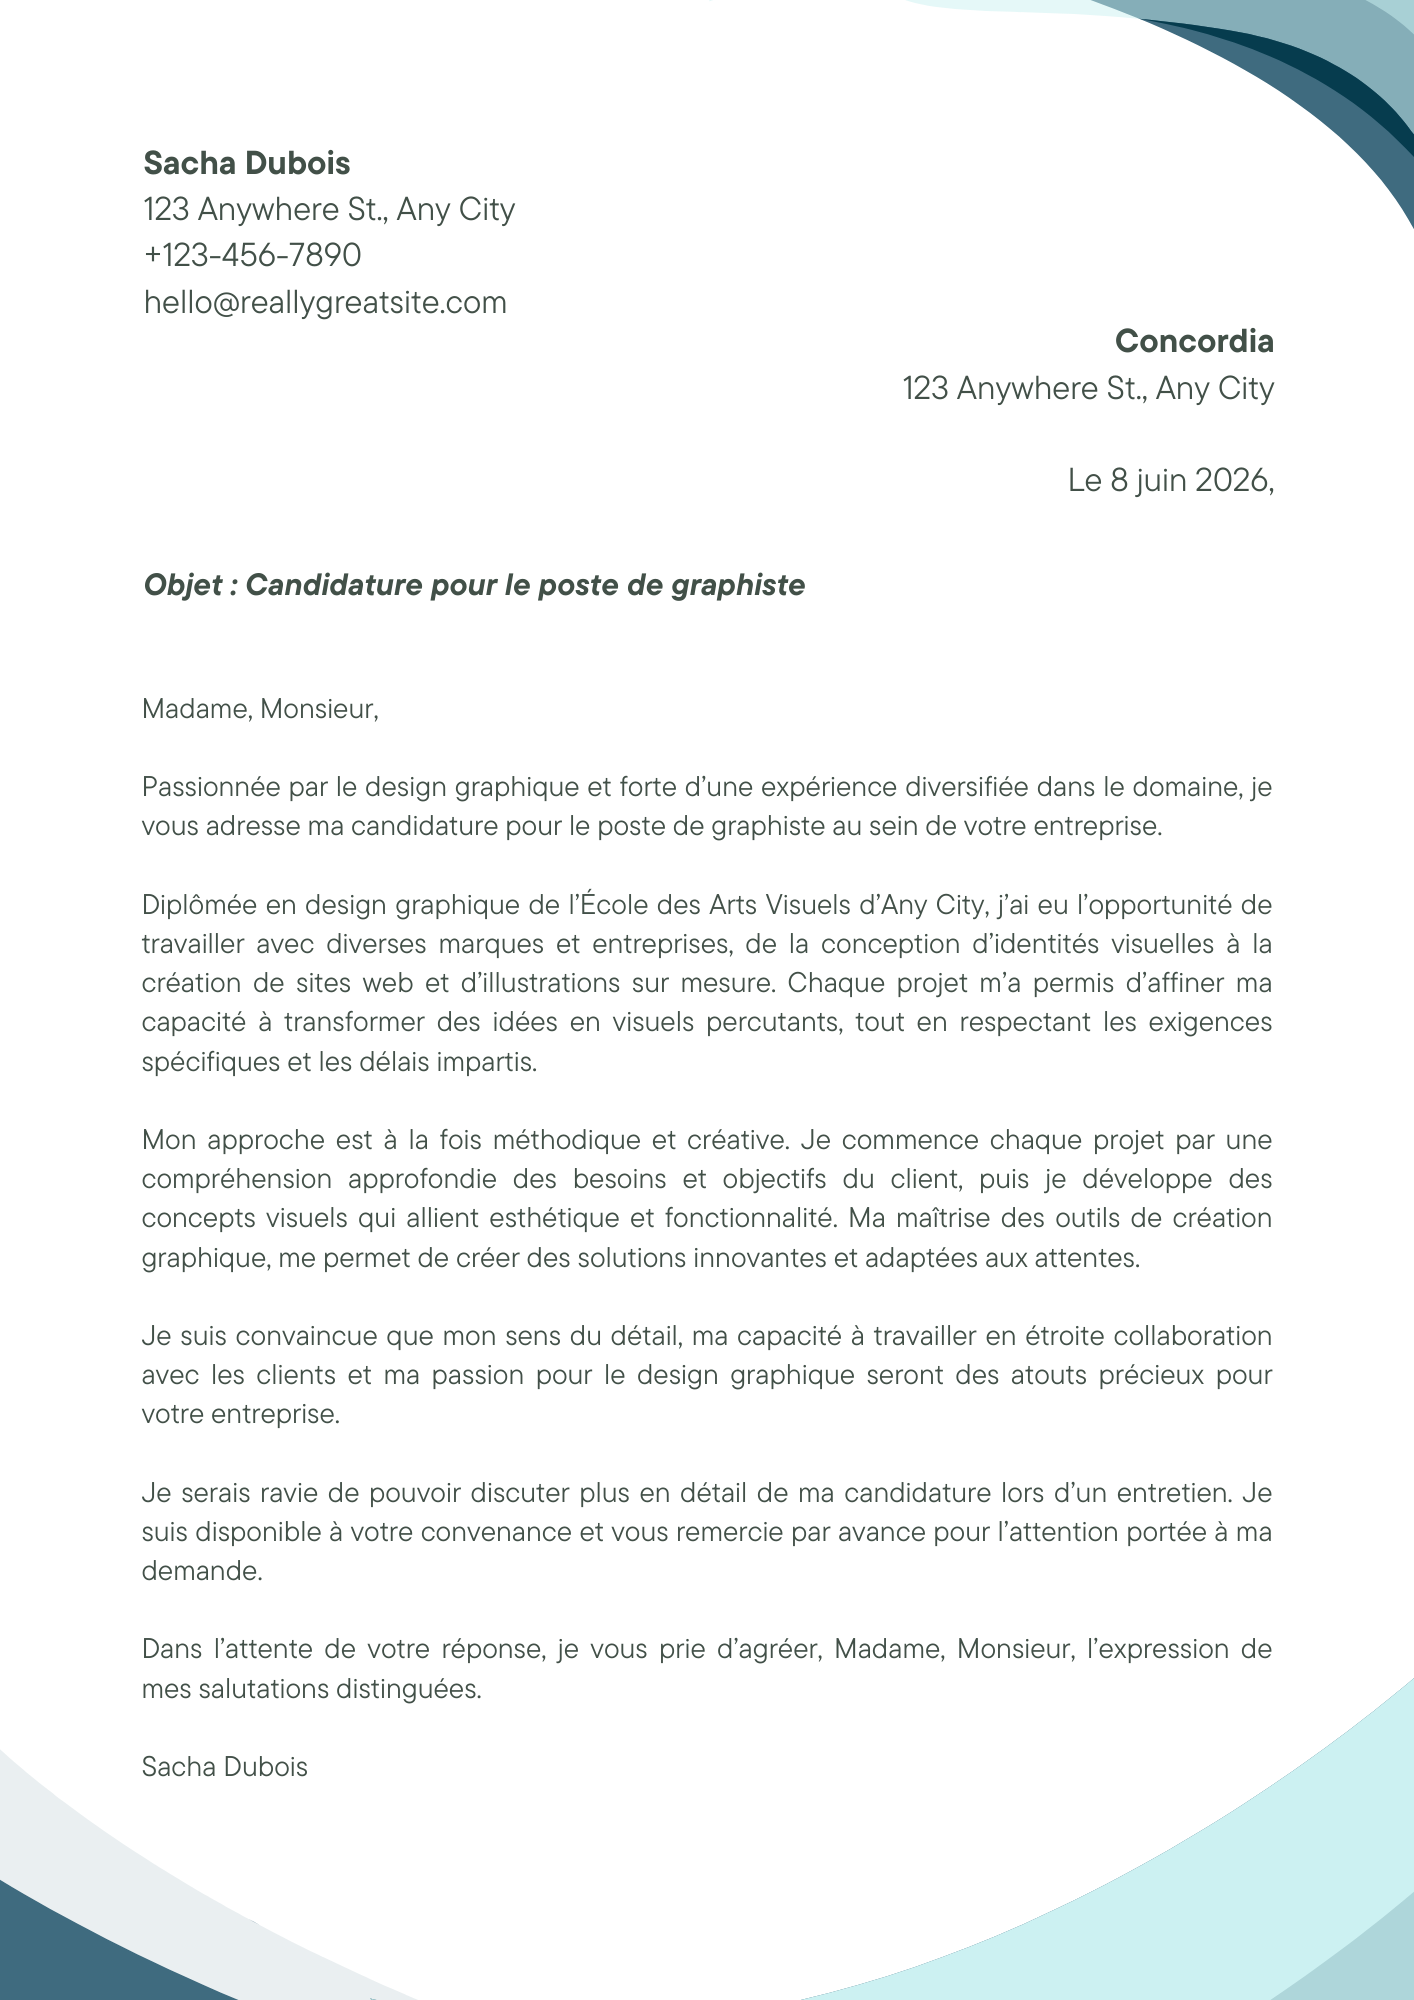 Sacha Dubois
123 Anywhere St., Any City
+123-456-7890
hello@reallygreatsite.com
Concordia
123 Anywhere St., Any City
Le 8 juin 2026,
Objet : Candidature pour le poste de graphiste
Madame, Monsieur,
Passionnée par le design graphique et forte d’une expérience diversifiée dans le domaine, je
vous adresse ma candidature pour le poste de graphiste au sein de votre entreprise.
Diplômée en design graphique de l’École des Arts Visuels d’Any City, j’ai eu l’opportunité de
travailler avec diverses marques et entreprises, de la conception d’identités visuelles à la
création de sites web et d’illustrations sur mesure. Chaque projet m’a permis d’affiner ma
capacité à transformer des idées en visuels percutants, tout en respectant les exigences
spécifiques et les délais impartis.
Mon approche est à la fois méthodique et créative. Je commence chaque projet par une
compréhension approfondie des besoins et objectifs du client, puis je développe des
concepts visuels qui allient esthétique et fonctionnalité. Ma maîtrise des outils de création
graphique, me permet de créer des solutions innovantes et adaptées aux attentes.
Je suis convaincue que mon sens du détail, ma capacité à travailler en étroite collaboration
avec les clients et ma passion pour le design graphique seront des atouts précieux pour
votre entreprise.
Je serais ravie de pouvoir discuter plus en détail de ma candidature lors d’un entretien. Je
suis disponible à votre convenance et vous remercie par avance pour l’attention portée à ma
demande.
Dans l’attente de votre réponse, je vous prie d’agréer, Madame, Monsieur, l’expression de
mes salutations distinguées.
Sacha Dubois